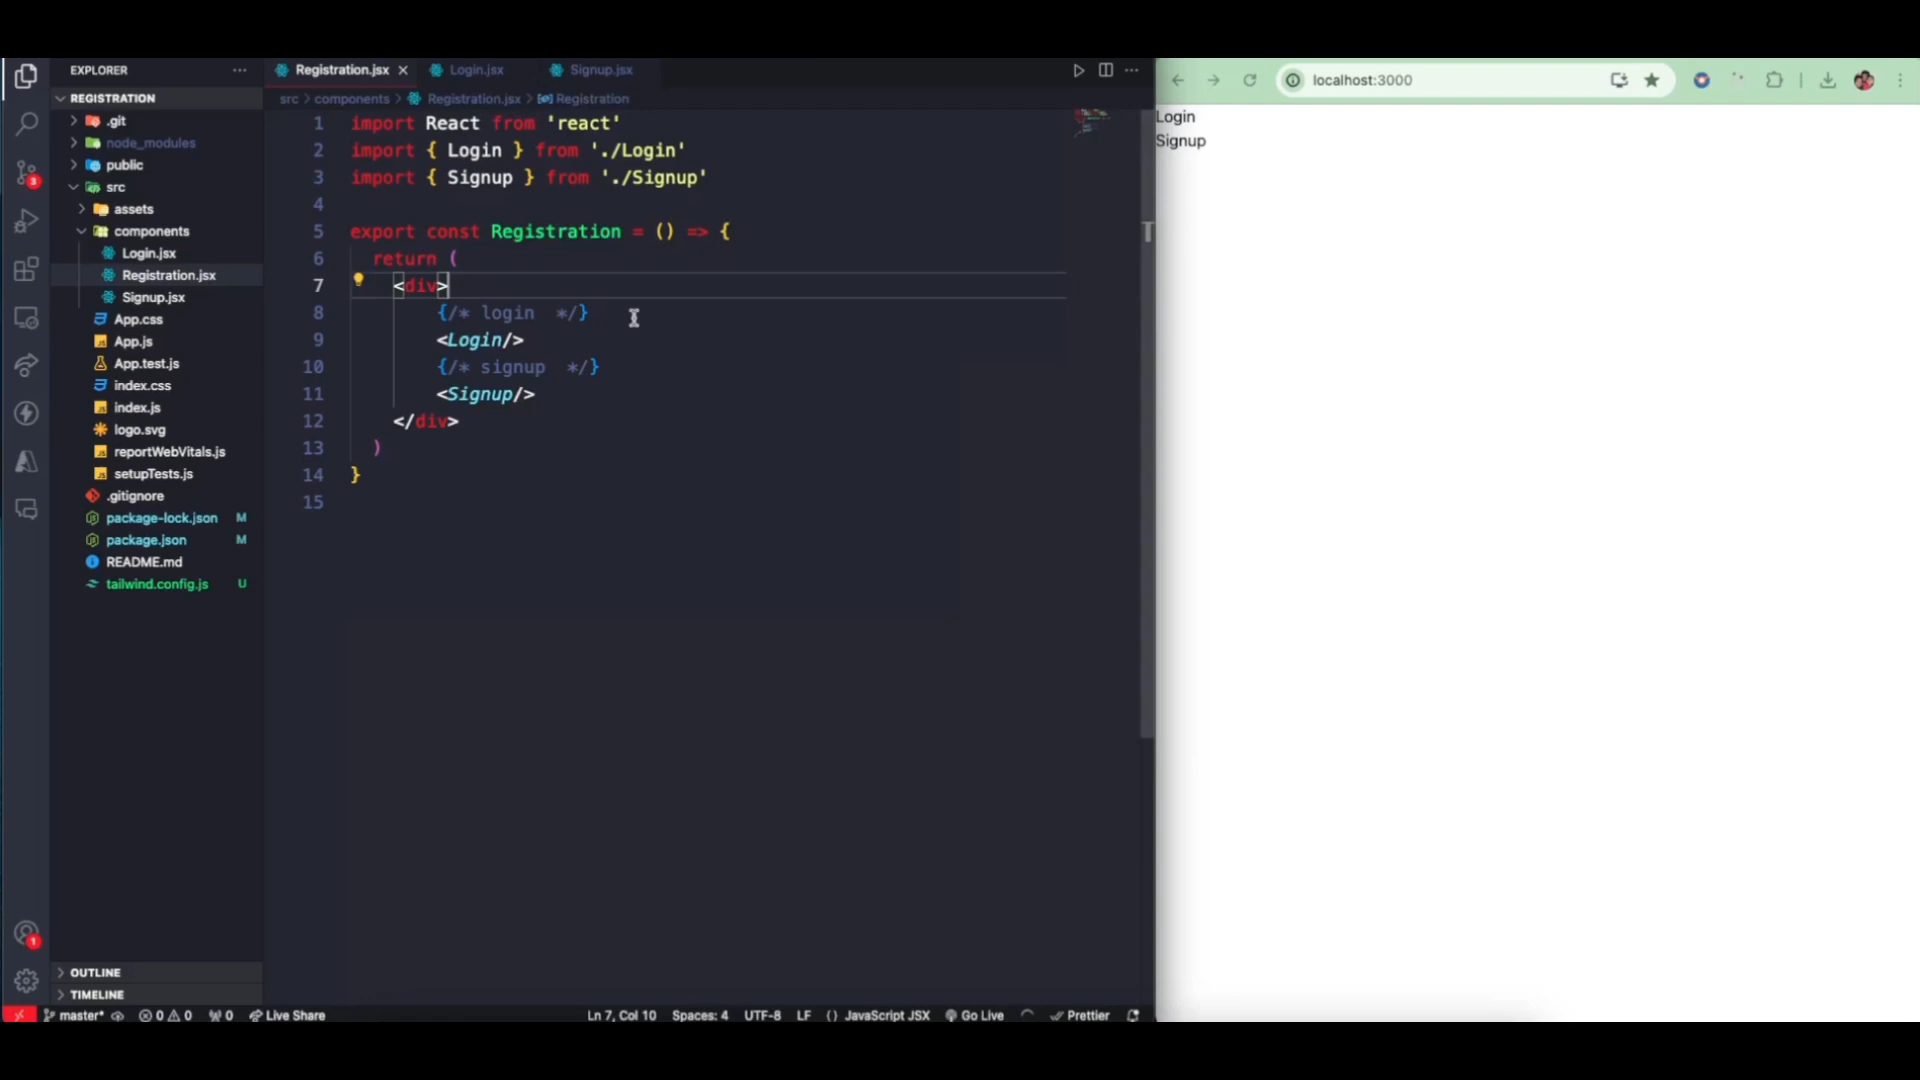 EXPLORER
REGISTRATION
.git
node_modules
public
src
assets
components
Login.jsx
Registration.jsx
Signup.jsx
App.css
App.js
App.test.js
index.css
index.js
logo.svg
reportWebVitals.js
setupTests.js
.gitignore
package-lock.json M
package.json M
README.md
tailwind.config.js U
OUTLINE
TIMELINE
3
1
Registration.jsx Login.jsx Signup.jsx
src > components > Registration.jsx > Registration
1 import React from 'react'
2 import { Login } from './Login'
3 import { Signup } from './Signup'
4
5 export const Registration = () => {
6 return (
7 <div>
8 {/* login */}
9 <Login/>
10 {/* signup */}
11 <Signup/>
12 </div>
13 )
14 }
15
master* 0 0 0 Live Share Ln 7, Col 10 Spaces: 4 UTF-8 LF {} JavaScript JSX Go Live Prettier
localhost:3000
Login
Signup